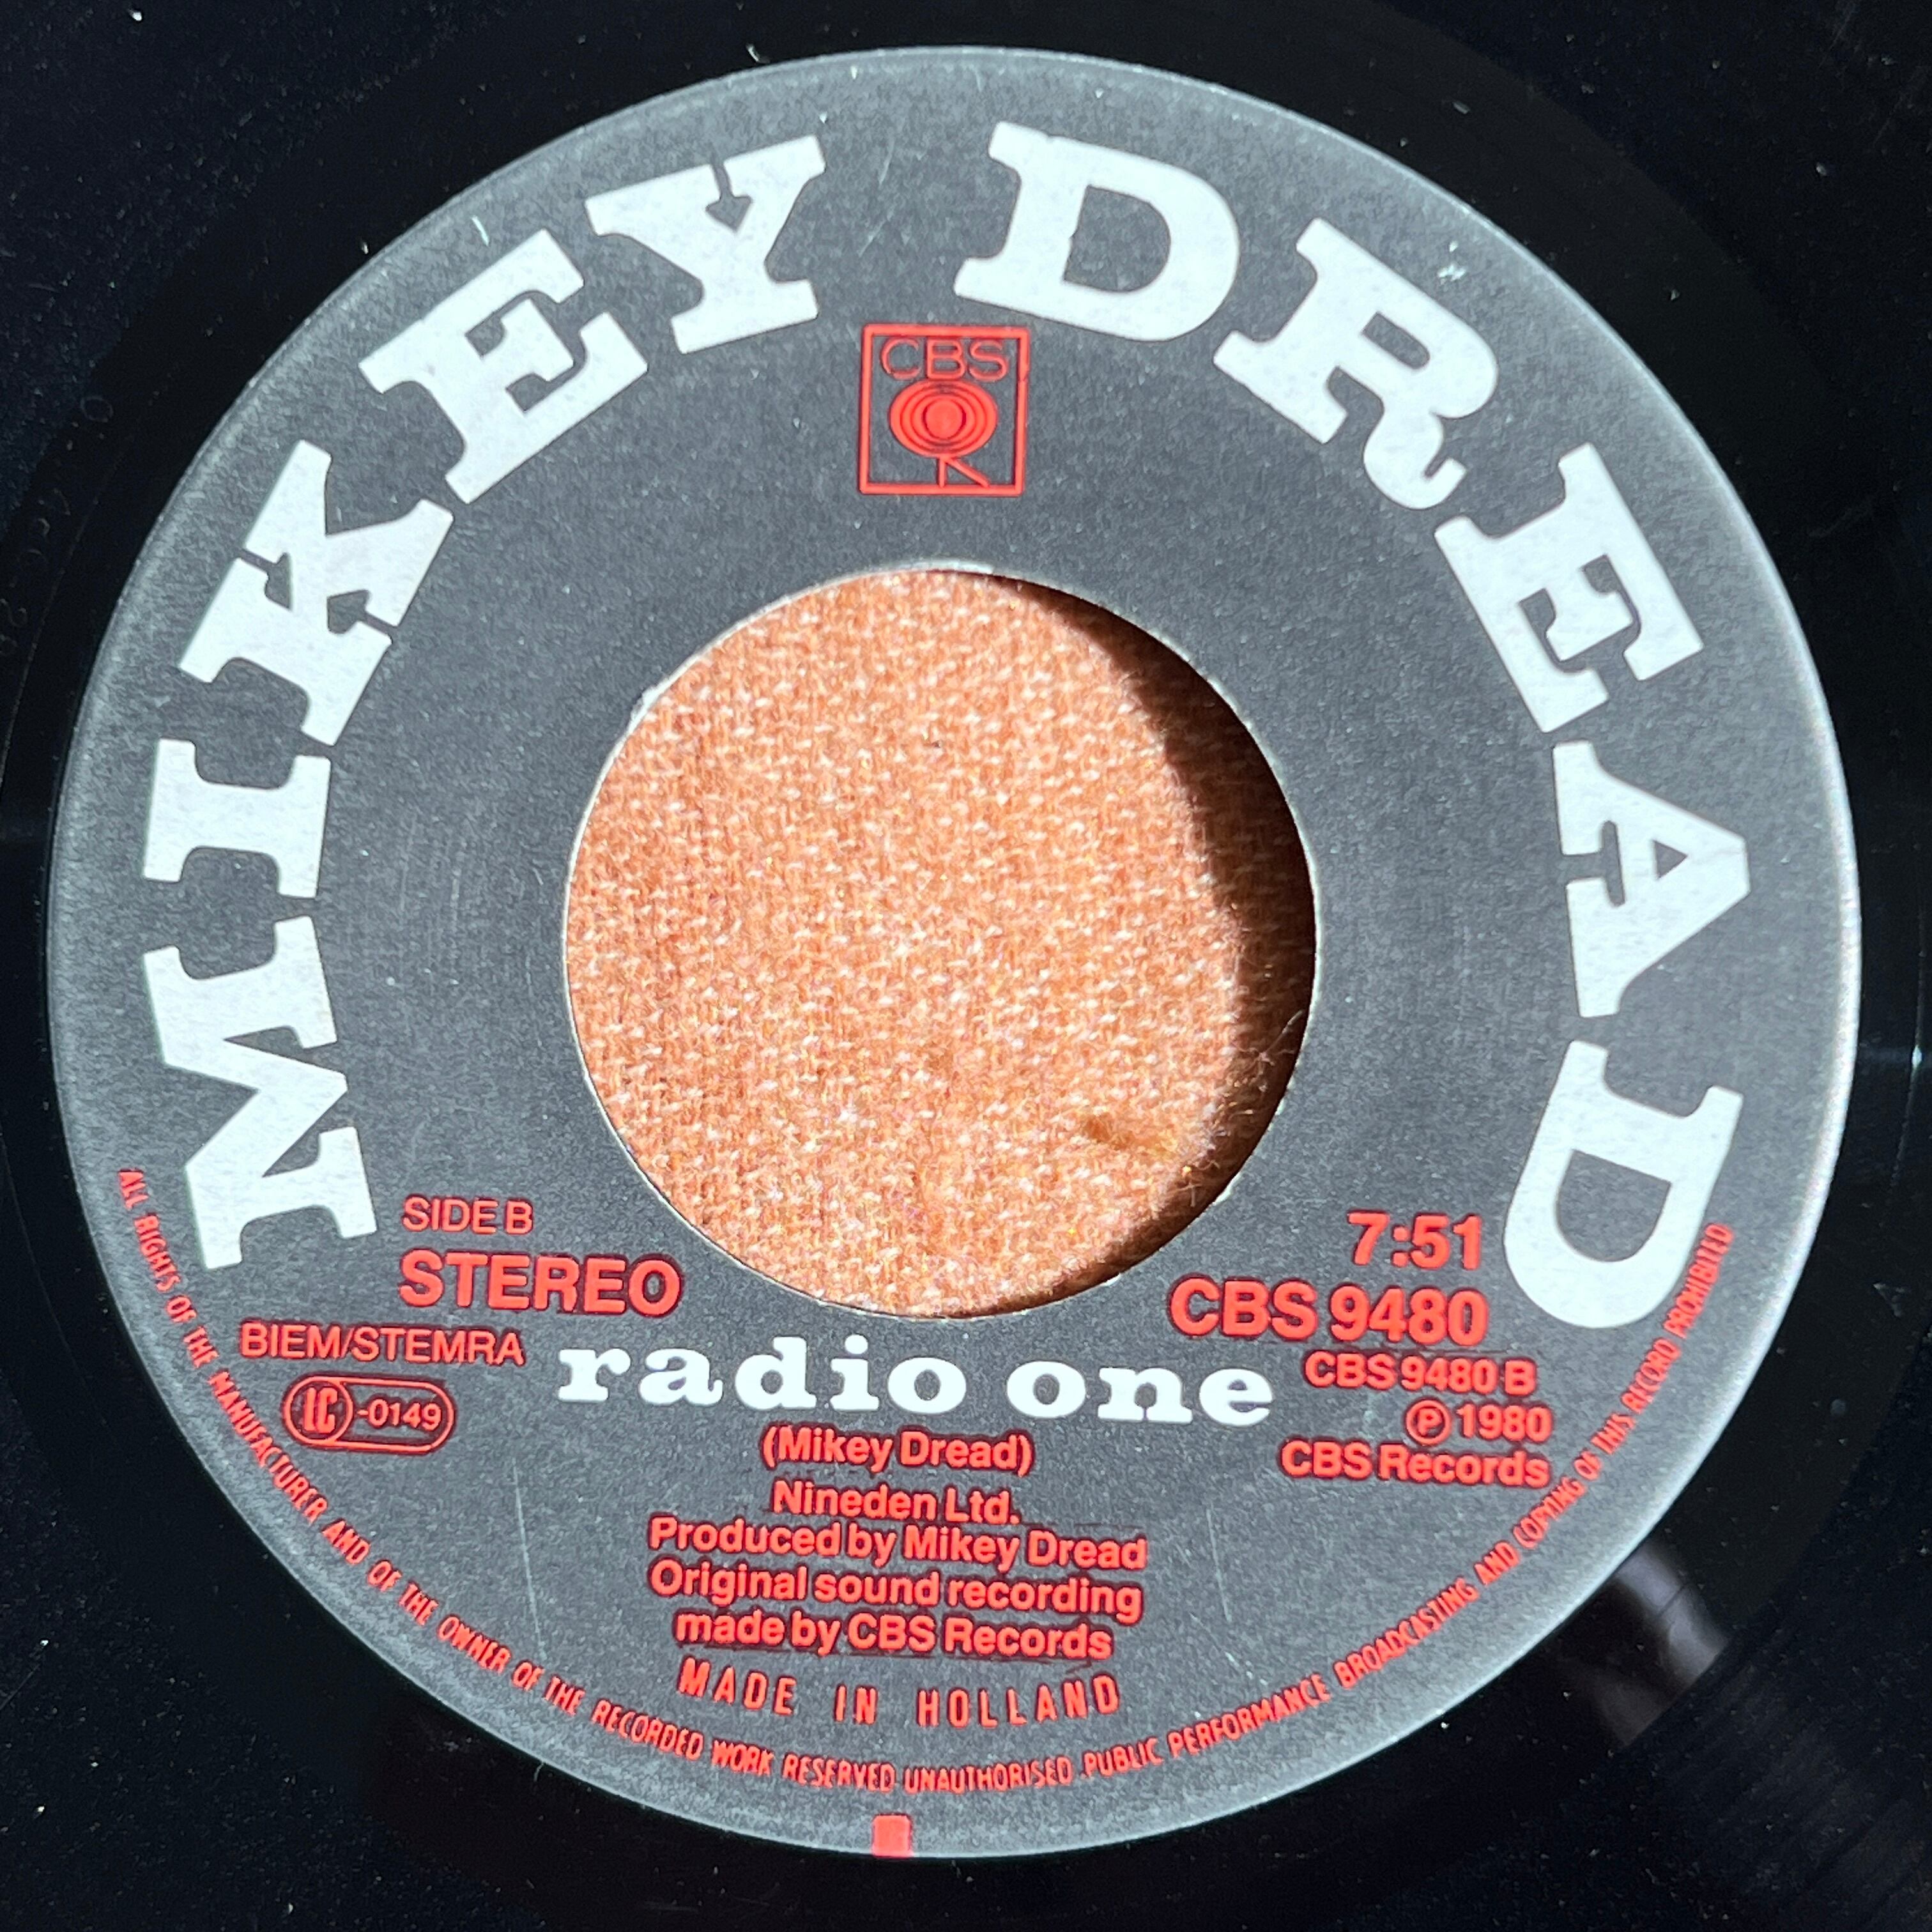 MIKEY DREAD
CBS
SIDE B
STEREO
BIEM/STEMRA
LC-0149
7:51
CBS 9480
CBS 9480 B
℗ 1980
CBS Records
radio one
(Mikey Dread)
Nineden Ltd.
Produced by Mikey Dread
Original sound recording
made by CBS Records
MADE IN HOLLAND
ALL RIGHTS OF THE MANUFACTURER AND OF THE OWNER OF THE RECORDED WORK RESERVED UNAUTHORISED PUBLIC PERFORMANCE BROADCASTING AND COPYING OF THIS RECORD PROHIBITED